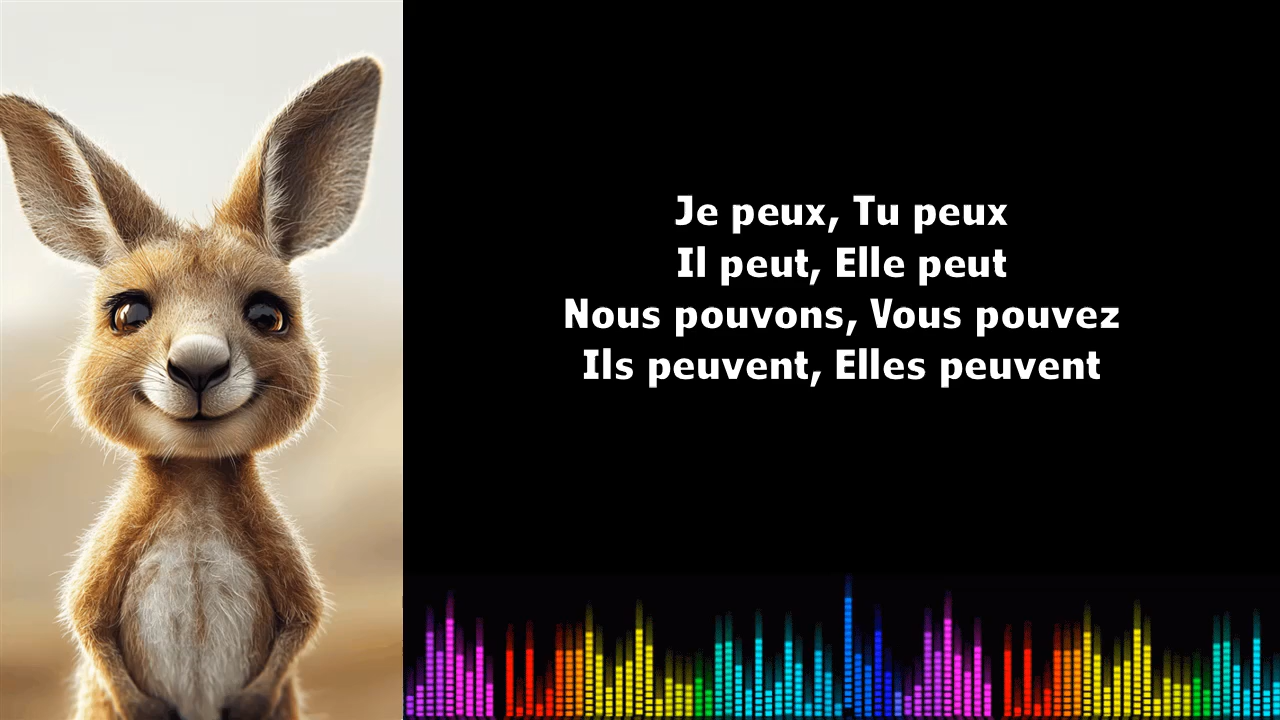 Je peux, Tu peux
Il peut, Elle peut
Nous pouvons, Vous pouvez
Ils peuvent, Elles peuvent